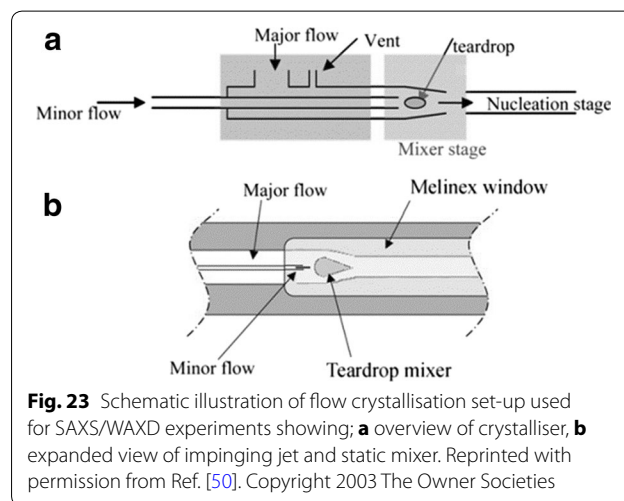 a
Major flow
Vent
teardrop
Minor flow
Nucleation stage
Mixer stage
b
Major flow
Melinex window
Minor flow
Teardrop mixer
Fig. 23 Schematic illustration of flow crystallisation set-up used
for SAXS/WAXD experiments showing; a overview of crystalliser, b
expanded view of impinging jet and static mixer. Reprinted with
permission from Ref. [50]. Copyright 2003 The Owner Societies